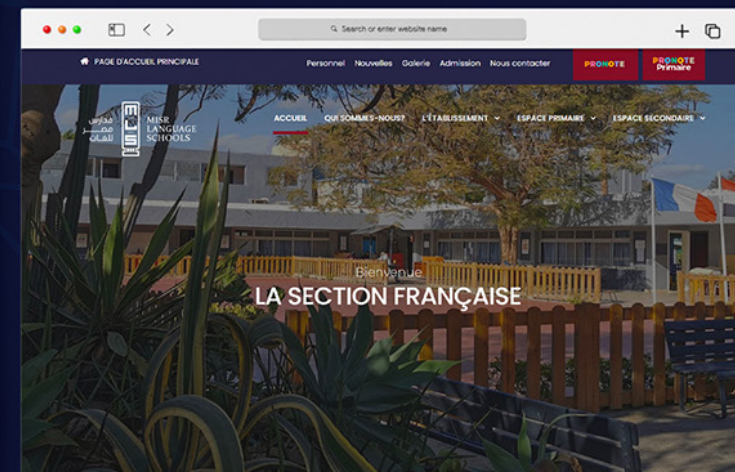 Search or enter website name
PAGE D'ACCUEIL PRINCIPALE
Personnel Nouvelles Galerie Admission Nous contacter
PRONOTE
PRONOTE
Primaire
مدارس
مصر
للغات
MLS
MISR
LANGUAGE
SCHOOLS
ACCUEIL QUI SOMMES-NOUS? L'ÉTABLISSEMENT ESPACE PRIMAIRE ESPACE SECONDAIRE
Bienvenue
LA SECTION FRANÇAISE